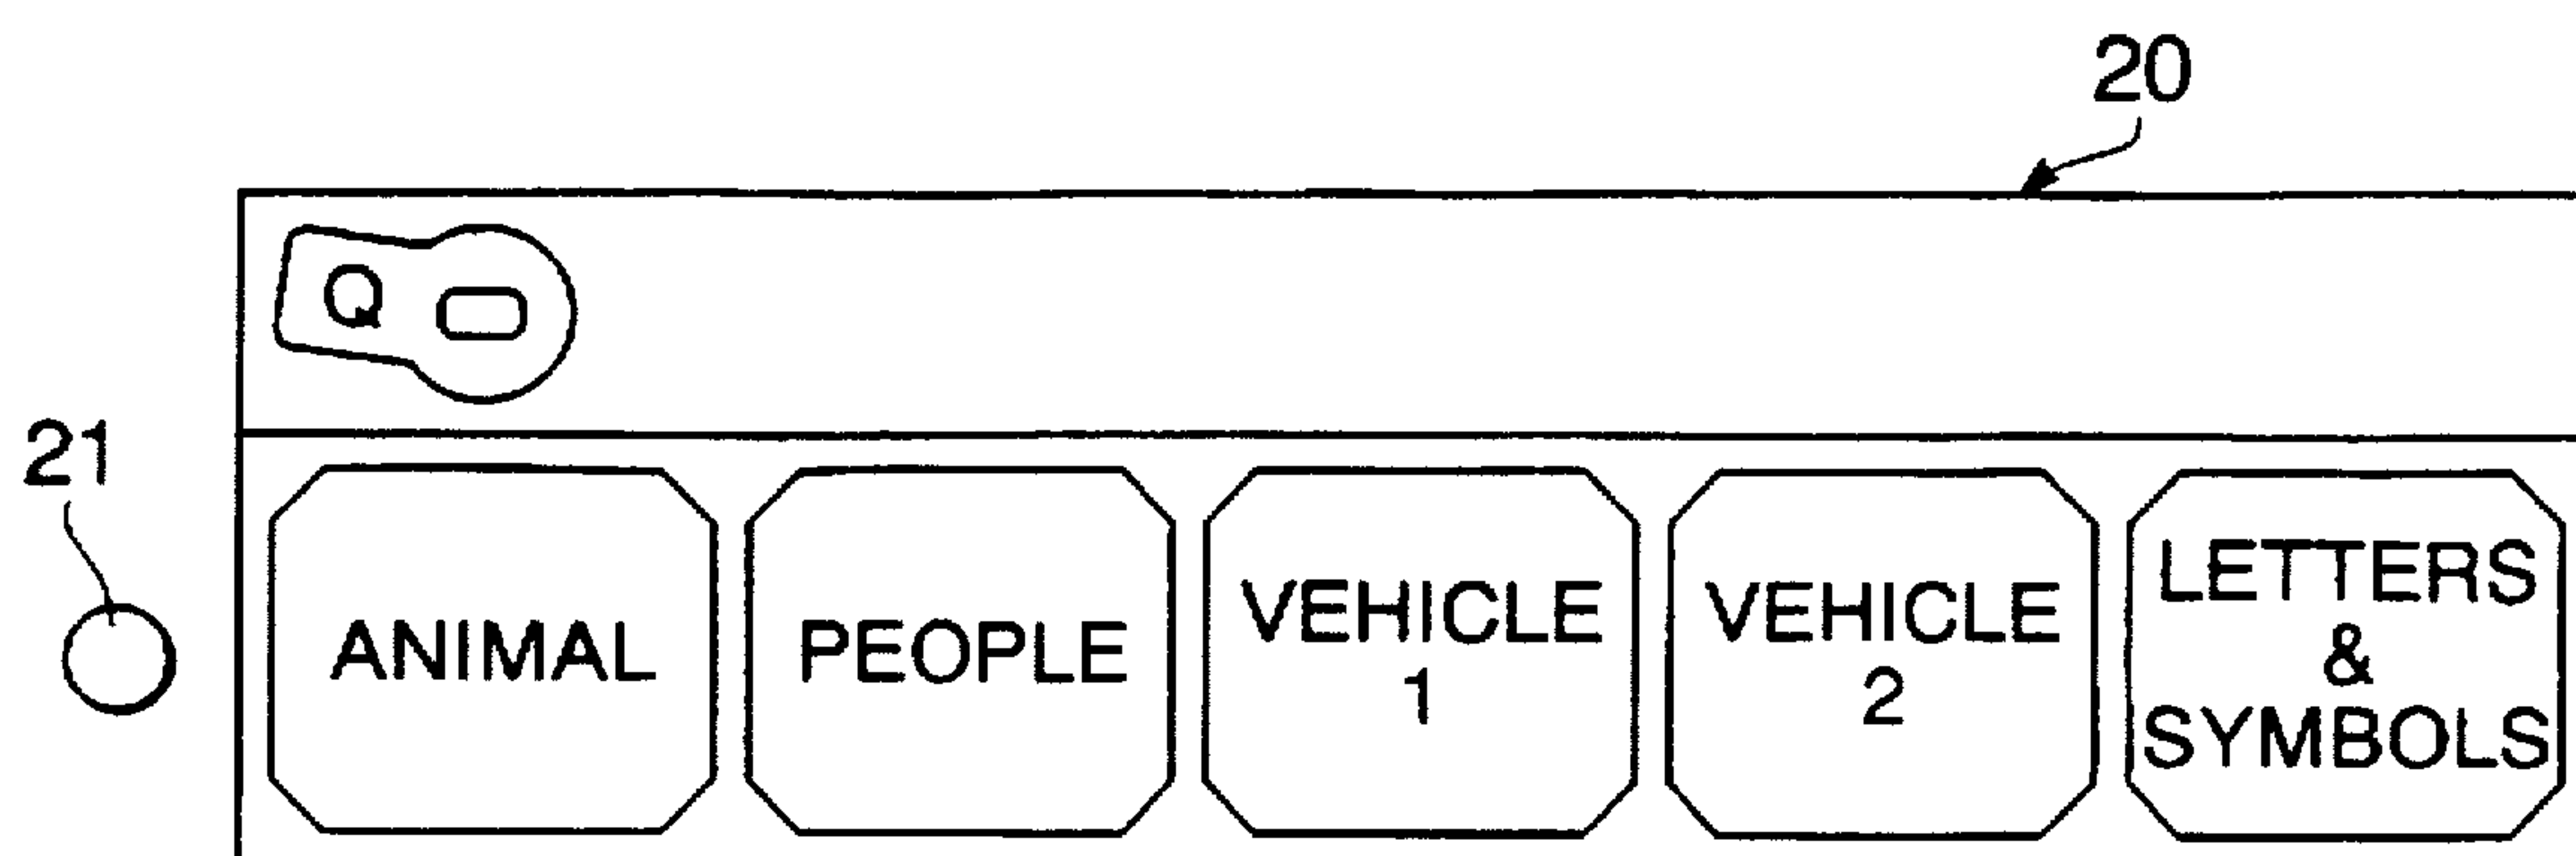 20
Q
21
ANIMAL
PEOPLE
VEHICLE
1
VEHICLE
2
LETTERS
&
SYMBOLS